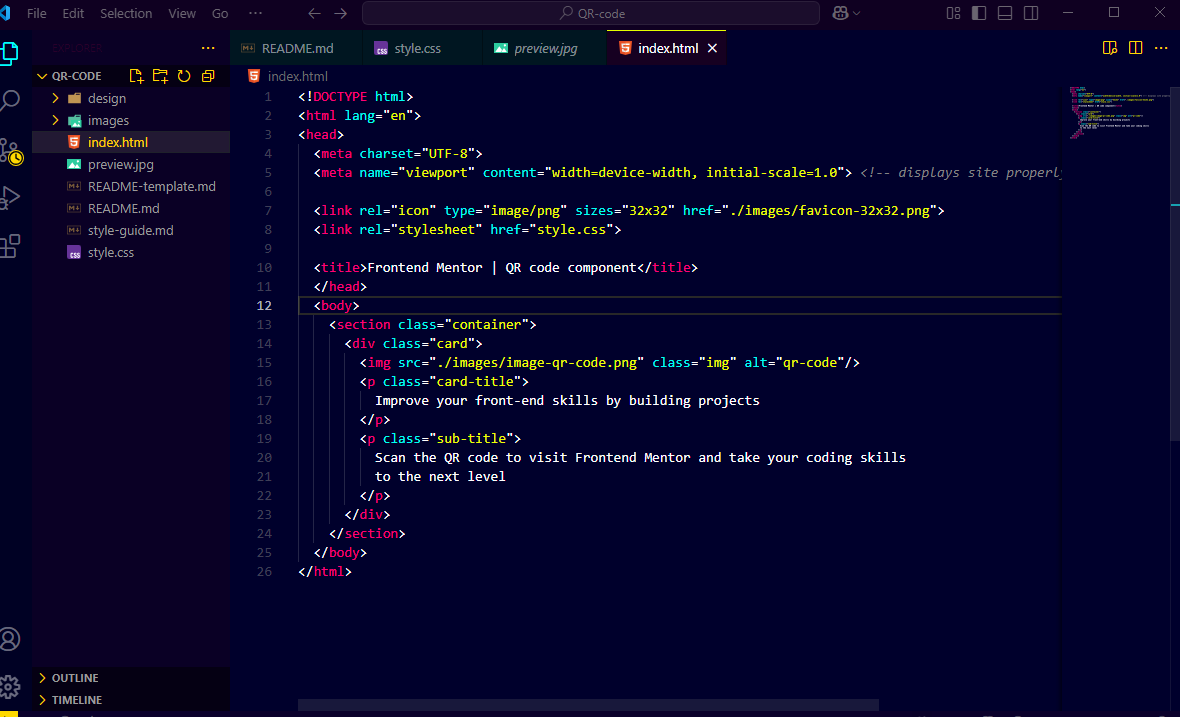 File Edit Selection View Go ··· QR-code
EXPLORER ···
README.md style.css preview.jpg index.html
QR-CODE
design
images
index.html
preview.jpg
README-template.md
README.md
style-guide.md
style.css
OUTLINE
TIMELINE
index.html
1 <!DOCTYPE html>
2 <html lang="en">
3 <head>
4 <meta charset="UTF-8">
5 <meta name="viewport" content="width=device-width, initial-scale=1.0"> <!-- displays site properl
6
7 <link rel="icon" type="image/png" sizes="32x32" href="./images/favicon-32x32.png">
8 <link rel="stylesheet" href="style.css">
9
10 <title>Frontend Mentor | QR code component</title>
11 </head>
12 <body>
13 <section class="container">
14 <div class="card">
15 <img src="./images/image-qr-code.png" class="img" alt="qr-code"/>
16 <p class="card-title">
17 Improve your front-end skills by building projects
18 </p>
19 <p class="sub-title">
20 Scan the QR code to visit Frontend Mentor and take your coding skills
21 to the next level
22 </p>
23 </div>
24 </section>
25 </body>
26 </html>